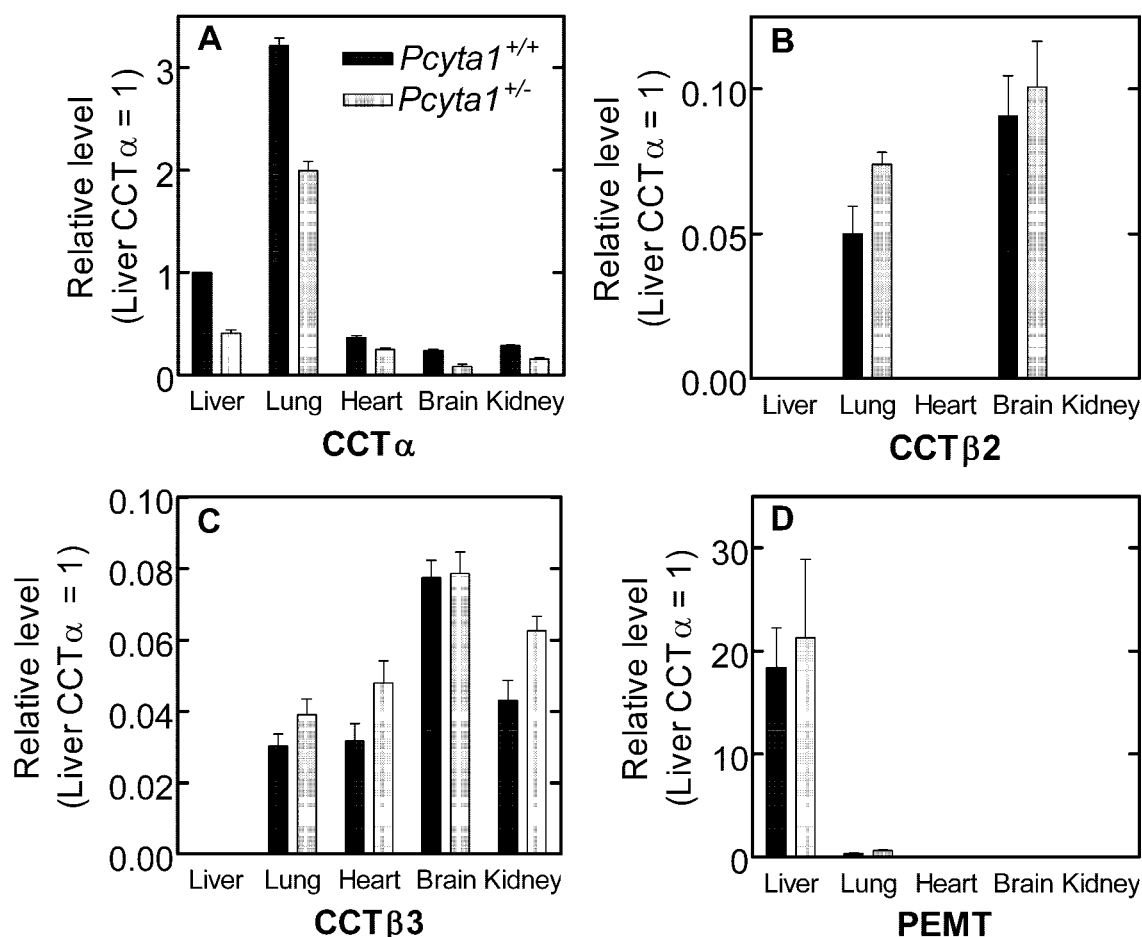 A
Pcyta1+/+
Pcyta1+/-
Relative level
(Liver CCTα = 1)
3
2
1
0
Liver Lung Heart Brain Kidney
CCTα
B
Relative level
(Liver CCTα = 1)
0.10
0.05
0.00
Liver Lung Heart Brain Kidney
CCTβ2
C
Relative level
(Liver CCTα = 1)
0.10
0.08
0.06
0.04
0.02
0.00
Liver Lung Heart Brain Kidney
CCTβ3
D
Relative level
(Liver CCTα = 1)
30
20
10
0
Liver Lung Heart Brain Kidney
PEMT